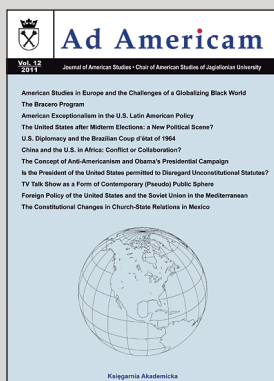 Ad Americam
Vol. 12
2011
Journal of American Studies • Chair of American Studies of Jagiellonian University
American Studies in Europe and the Challenges of a Globalizing Black World
The Bracero Program
American Exceptionalism in the U.S. Latin American Policy
The United States after Midterm Elections: a New Political Scene?
U.S. Diplomacy and the Brazilian Coup d'état of 1964
China and the U.S. in Africa: Conflict or Collaboration?
The Concept of Anti-Americanism and Obama's Presidential Campaign
Is the President of the United States permitted to Disregard Unconstitutional Statutes?
TV Talk Show as a Form of Contemporary (Pseudo) Public Sphere
Foreign Policy of the United States and the Soviet Union in the Mediterranean
The Constitutional Changes in Church-State Relations in Mexico
Księgarnia Akademicka